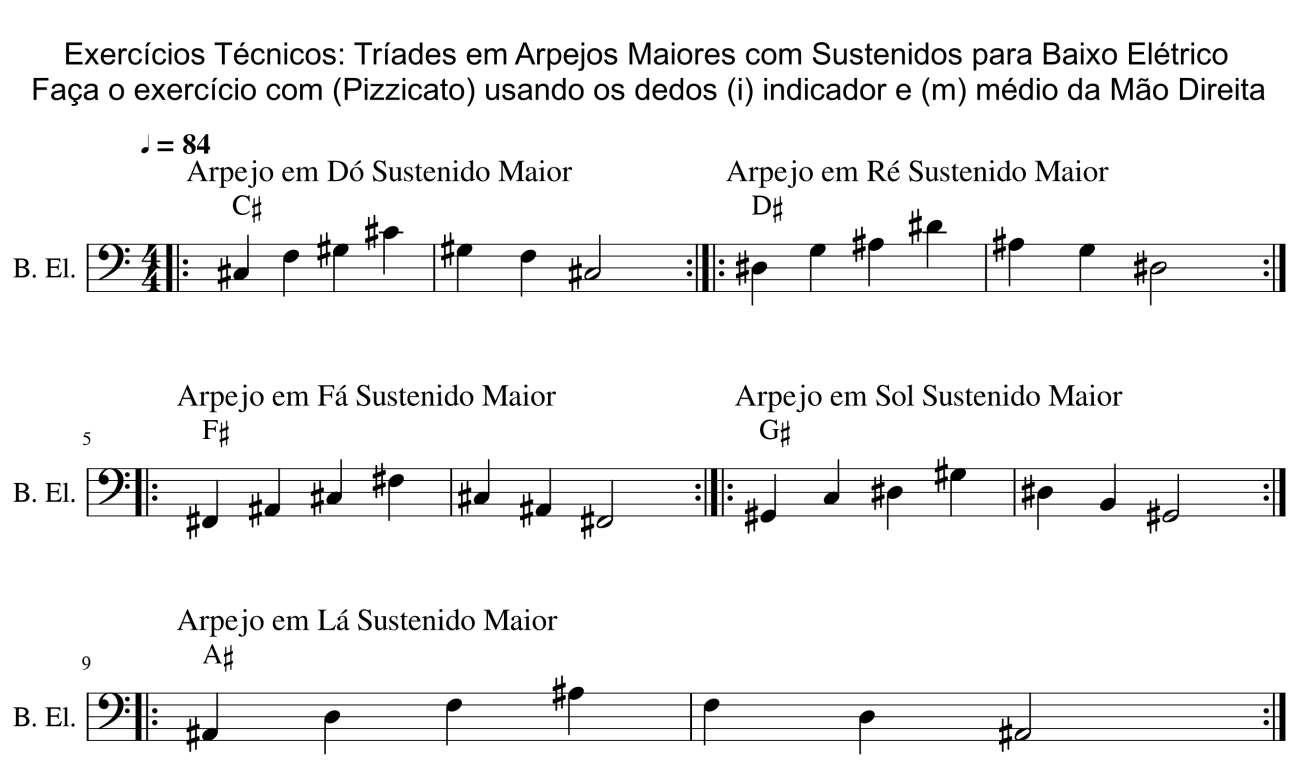 Exercícios Técnicos: Tríades em Arpejos Maiores com Sustenidos para Baixo Elétrico
Faça o exercício com (Pizzicato) usando os dedos (i) indicador e (m) médio da Mão Direita
♩ = 84
Arpejo em Dó Sustenido Maior
Arpejo em Ré Sustenido Maior
C♯
D♯
B. El.
4/4
Arpejo em Fá Sustenido Maior
Arpejo em Sol Sustenido Maior
5
F♯
G♯
B. El.
Arpejo em Lá Sustenido Maior
9
A♯
B. El.